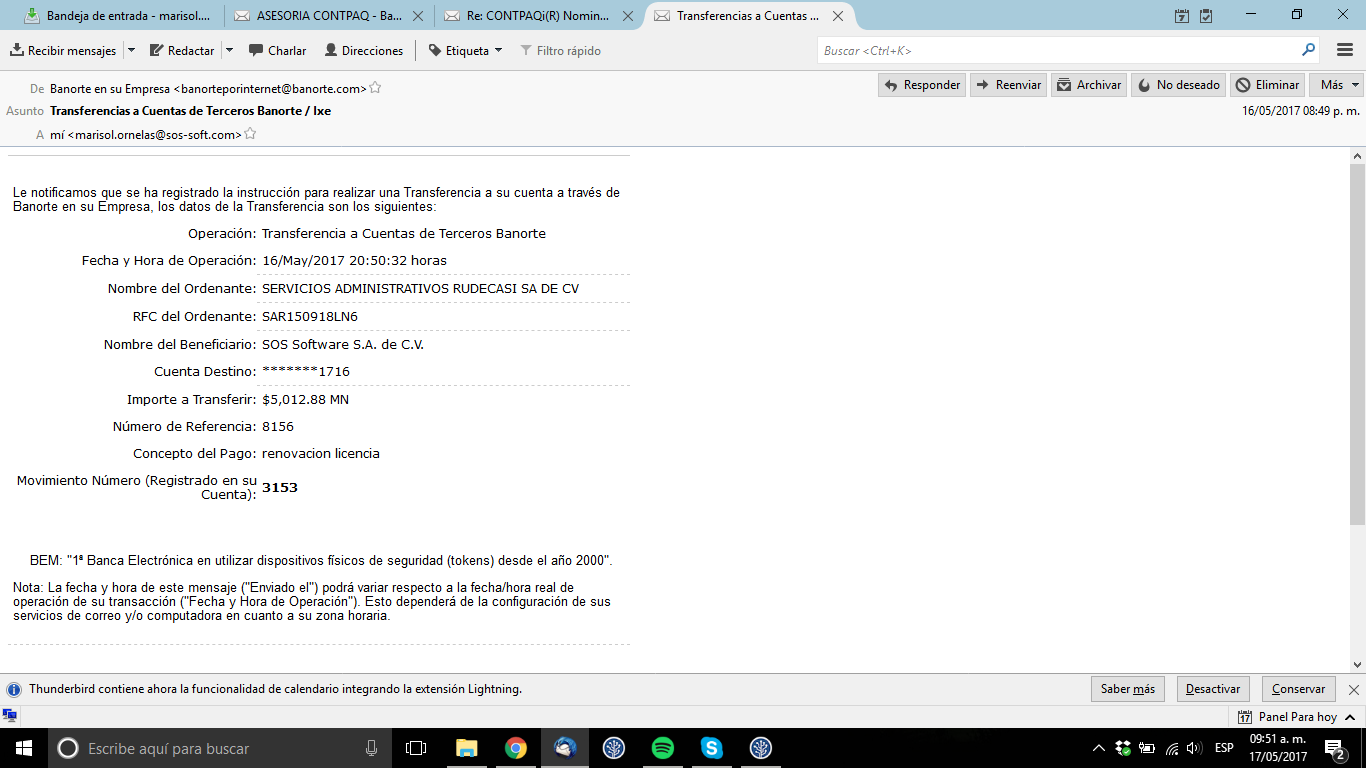 Bandeja de entrada - marisol....
ASESORIA CONTPAQ - Ba...
Re: CONTPAQi(R) Nomin...
Transferencias a Cuentas ...
7
Recibir mensajes
Redactar
Charlar
Direcciones
Etiqueta
Filtro rápido
Buscar <Ctrl+K>
De Banorte en su Empresa <banorteporinternet@banorte.com>
Responder
Reenviar
Archivar
No deseado
Eliminar
Más
Asunto Transferencias a Cuentas de Terceros Banorte / Ixe
16/05/2017 08:49 p. m.
A mí <marisol.ornelas@sos-soft.com>
Le notificamos que se ha registrado la instrucción para realizar una Transferencia a su cuenta a través de
Banorte en su Empresa, los datos de la Transferencia son los siguientes:
Operación: Transferencia a Cuentas de Terceros Banorte
Fecha y Hora de Operación: 16/May/2017 20:50:32 horas
Nombre del Ordenante: SERVICIOS ADMINISTRATIVOS RUDECASI SA DE CV
RFC del Ordenante: SAR150918LN6
Nombre del Beneficiario: SOS Software S.A. de C.V.
Cuenta Destino: *******1716
Importe a Transferir: $5,012.88 MN
Número de Referencia: 8156
Concepto del Pago: renovacion licencia
Movimiento Número (Registrado en su
Cuenta): 3153
BEM: "1ª Banca Electrónica en utilizar dispositivos físicos de seguridad (tokens) desde el año 2000".
Nota: La fecha y hora de este mensaje ("Enviado el") podrá variar respecto a la fecha/hora real de
operación de su transacción ("Fecha y Hora de Operación"). Esto dependerá de la configuración de sus
servicios de correo y/o computadora en cuanto a su zona horaria.
Thunderbird contiene ahora la funcionalidad de calendario integrando la extensión Lightning.
Saber más
Desactivar
Conservar
17 Panel Para hoy
Escribe aquí para buscar
ESP
09:51 a. m.
17/05/2017
2